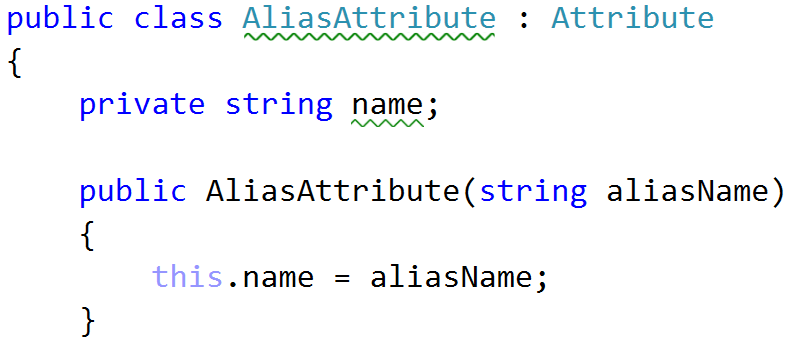 public class AliasAttribute : Attribute
{
    private string name;

    public AliasAttribute(string aliasName)
    {
        this.name = aliasName;
    }